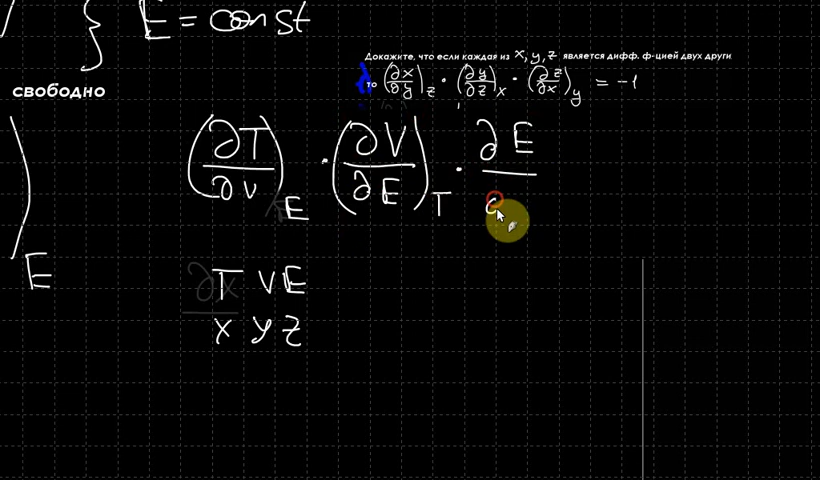 } E = const
Докажите, что если каждая из x, y, z является дифф. ф-цией двух други
то (∂x/∂y)_z · (∂y/∂z)_x · (∂z/∂x)_y = -1
свободно
(∂T/∂V)_E · (∂V/∂E)_T · ∂E
) E
T V E
x y z